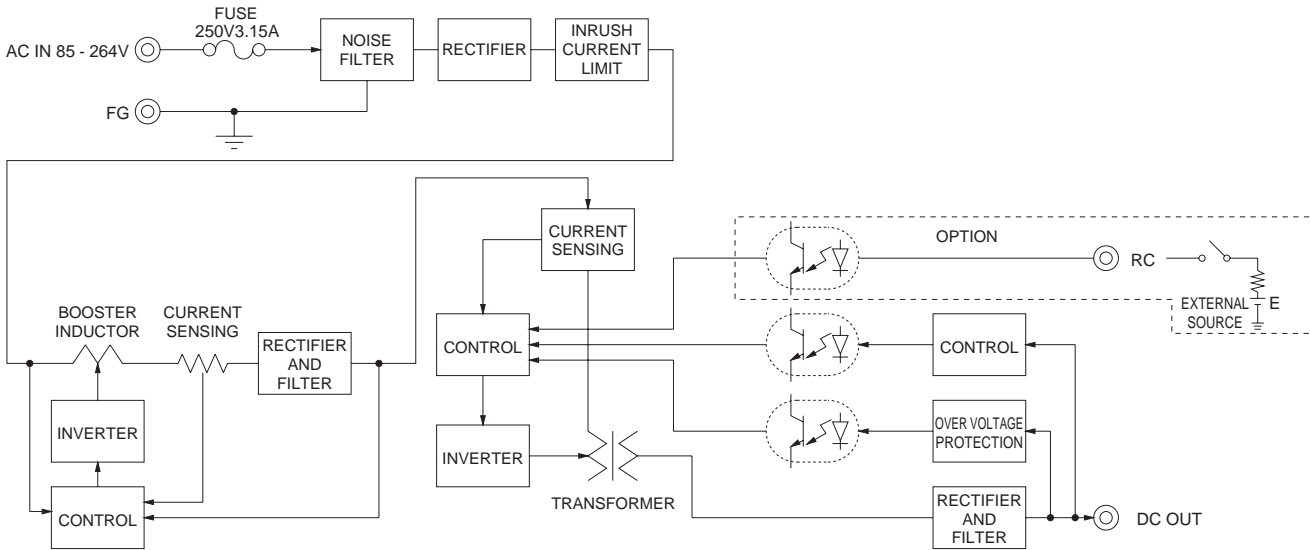 FUSE
250V3.15A
AC IN 85 - 264V
NOISE
FILTER
RECTIFIER
INRUSH
CURRENT
LIMIT
FG
CURRENT
SENSING
OPTION
RC
EXTERNAL
SOURCE
E
BOOSTER
INDUCTOR
CURRENT
SENSING
RECTIFIER
AND
FILTER
CONTROL
CONTROL
INVERTER
INVERTER
OVER VOLTAGE
PROTECTION
TRANSFORMER
CONTROL
RECTIFIER
AND
FILTER
DC OUT